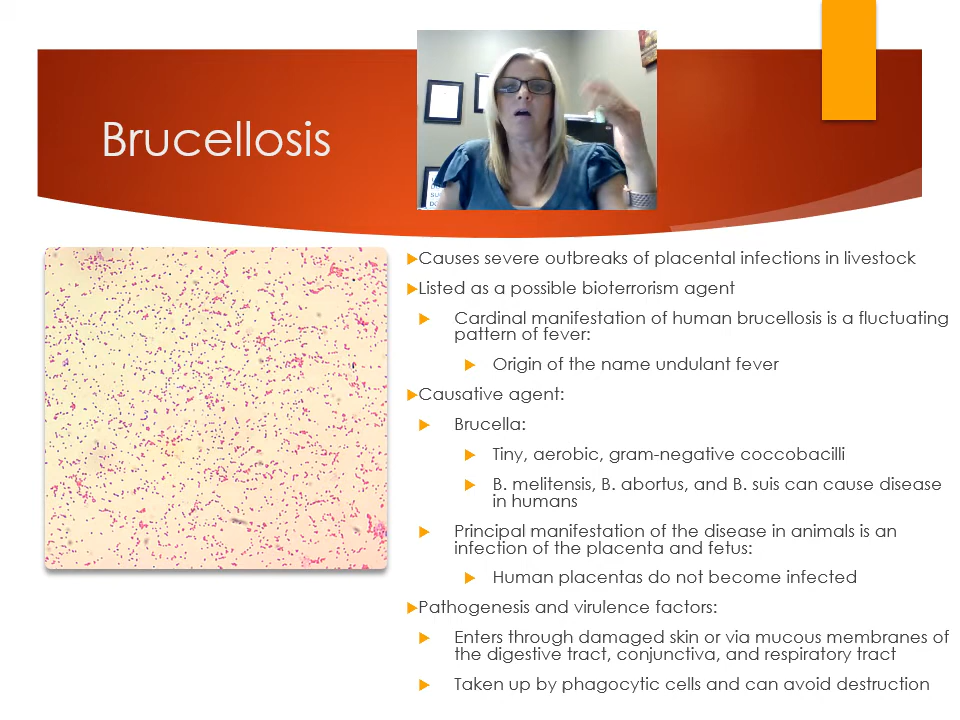 Brucellosis
Causes severe outbreaks of placental infections in livestock
Listed as a possible bioterrorism agent
Cardinal manifestation of human brucellosis is a fluctuating
pattern of fever:
Origin of the name undulant fever
Causative agent:
Brucella:
Tiny, aerobic, gram-negative coccobacilli
B. melitensis, B. abortus, and B. suis can cause disease
in humans
Principal manifestation of the disease in animals is an
infection of the placenta and fetus:
Human placentas do not become infected
Pathogenesis and virulence factors:
Enters through damaged skin or via mucous membranes of
the digestive tract, conjunctiva, and respiratory tract
Taken up by phagocytic cells and can avoid destruction